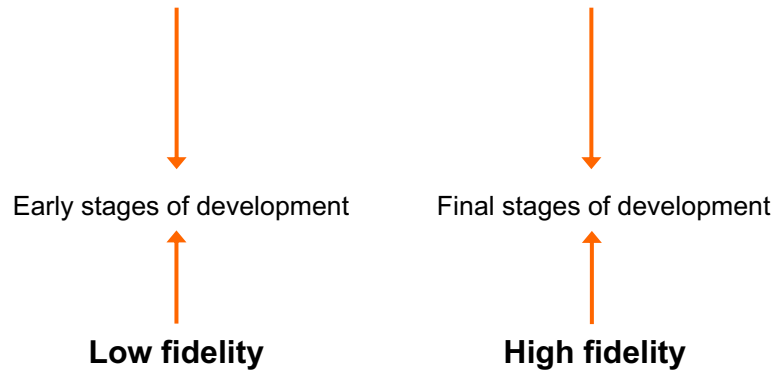 Early stages of development
Final stages of development
Low fidelity
High fidelity